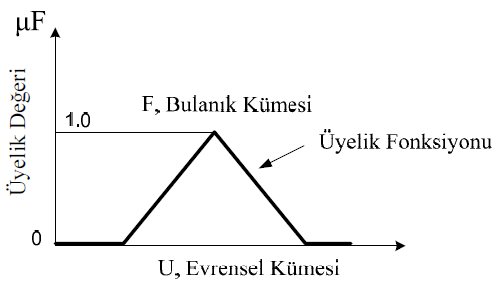 μF
Üyelik Değeri
1.0
F, Bulanık Kümesi
Üyelik Fonksiyonu
0
U, Evrensel Kümesi